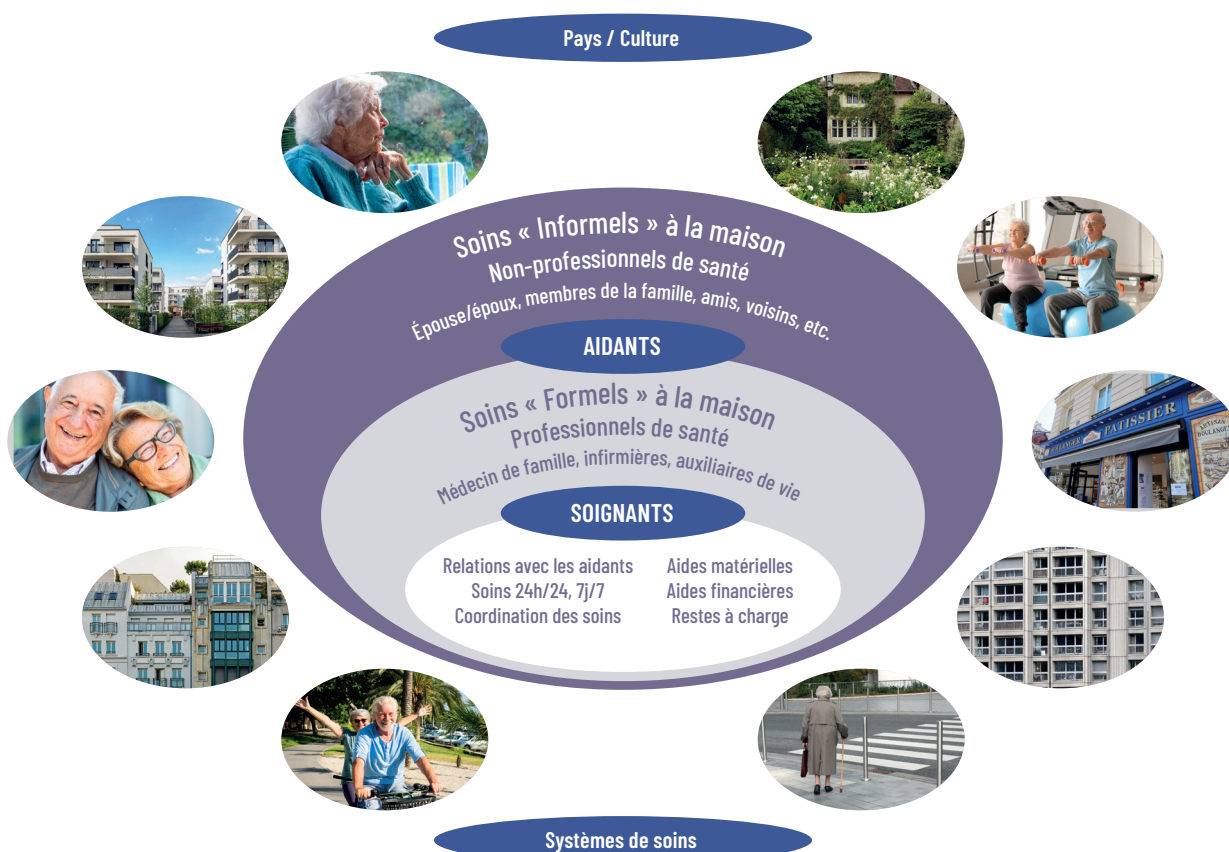 Pays / Culture
Soins « Informels » à la maison
Non-professionnels de santé
Épouse/époux, membres de la famille, amis, voisins, etc.
AIDANTS
Soins « Formels » à la maison
Professionnels de santé
Médecin de famille, infirmières, auxiliaires de vie
SOIGNANTS
Relations avec les aidants
Soins 24h/24, 7j/7
Coordination des soins
Aides matérielles
Aides financières
Restes à charge
BOULANGER PATISSIER
ARTISAN
BOULANGER
Systèmes de soins